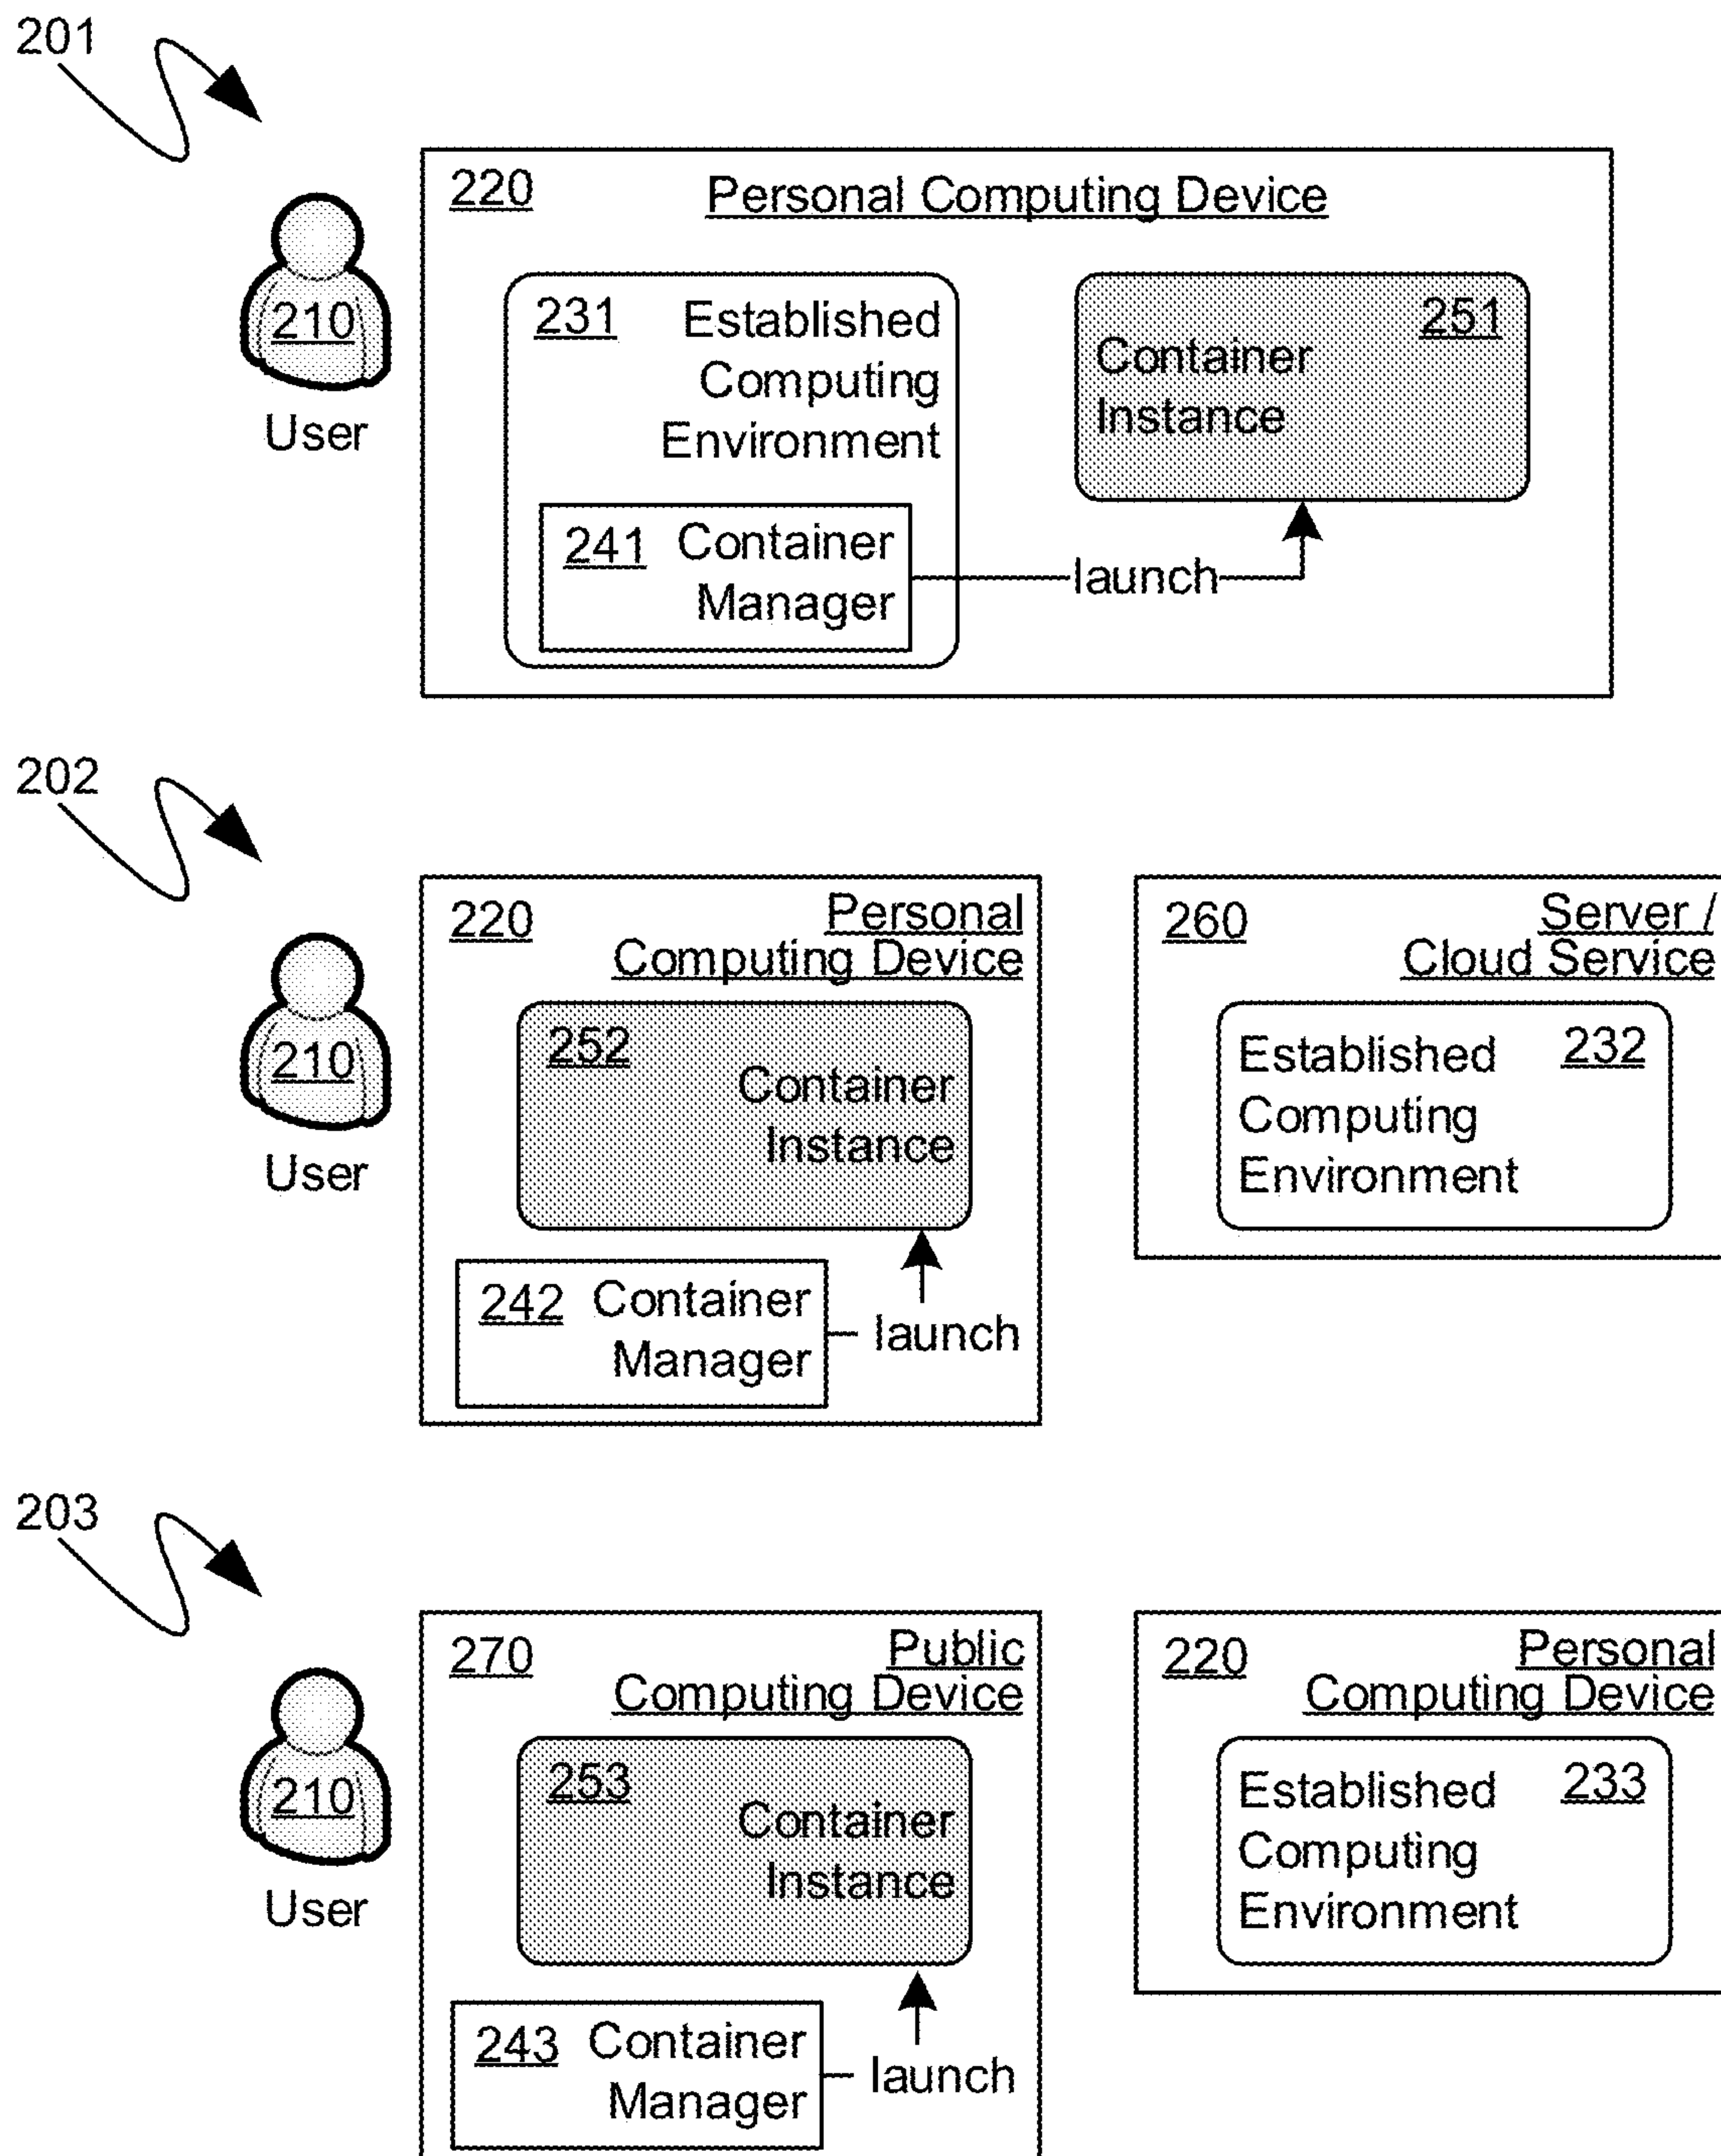 201
220 Personal Computing Device
231 Established
Computing
Environment
251
Container
Instance
210
User
241 Container
Manager
launch
202
220 Personal
Computing Device
260 Server /
Cloud Service
252
Container
Instance
Established 232
Computing
Environment
210
User
242 Container
Manager
launch
203
270 Public
Computing Device
220 Personal
Computing Device
253
Container
Instance
Established 233
Computing
Environment
210
User
243 Container
Manager
launch